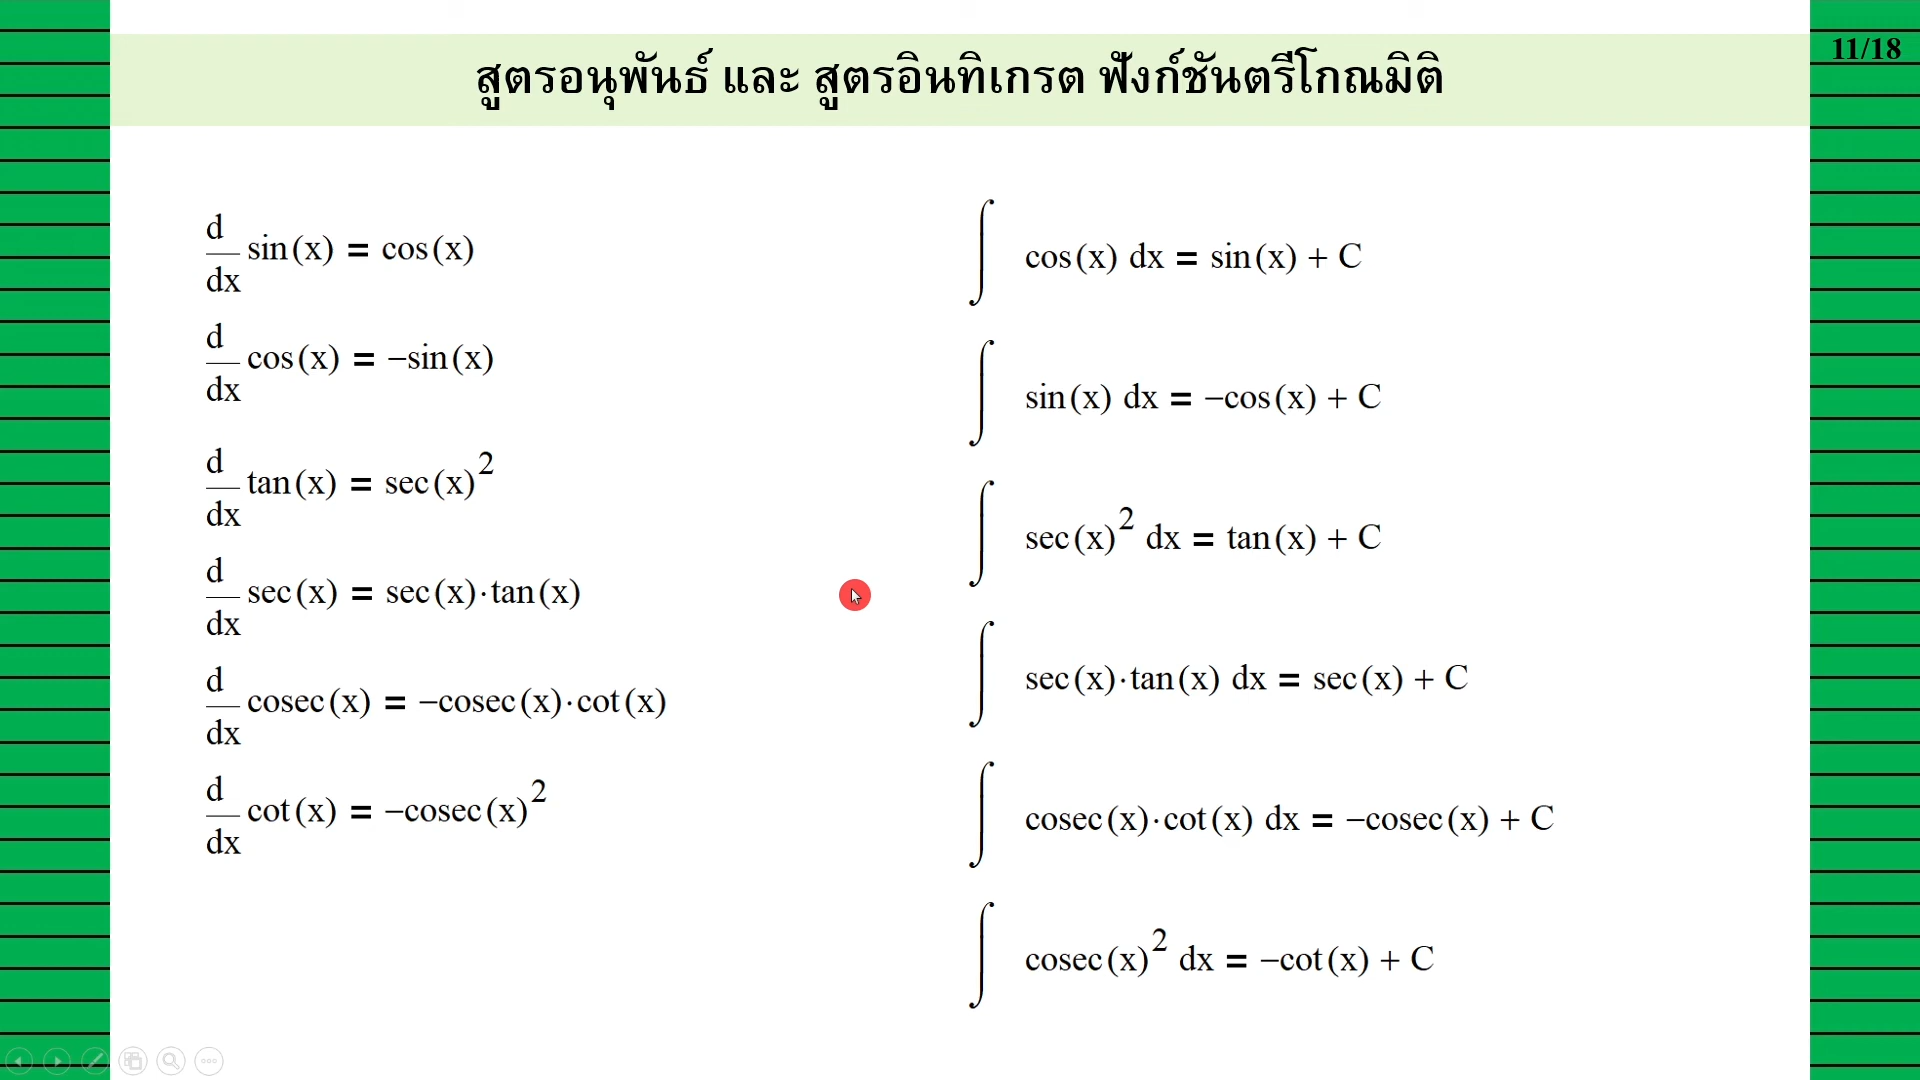 สูตรอนุพันธ์ และ สูตรอินทิเกรต ฟังก์ชันตรีโกณมิติ
11/18
d/dx sin(x) = cos(x)
d/dx cos(x) = −sin(x)
d/dx tan(x) = sec(x)²
d/dx sec(x) = sec(x)·tan(x)
d/dx cosec(x) = −cosec(x)·cot(x)
d/dx cot(x) = −cosec(x)²
∫ cos(x) dx = sin(x) + C
∫ sin(x) dx = −cos(x) + C
∫ sec(x)² dx = tan(x) + C
∫ sec(x)·tan(x) dx = sec(x) + C
∫ cosec(x)·cot(x) dx = −cosec(x) + C
∫ cosec(x)² dx = −cot(x) + C